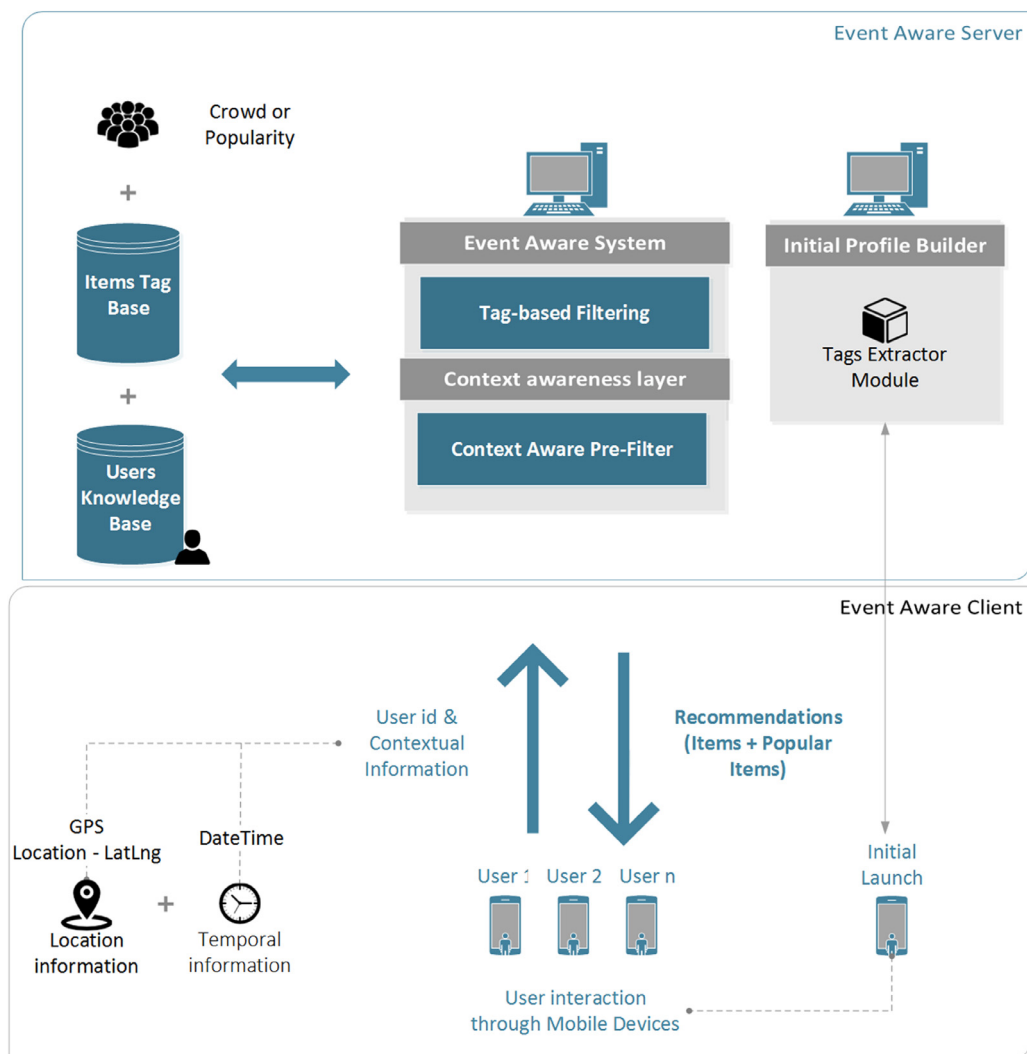 Event Aware Server
Crowd or
Popularity
+
Items Tag
Base
+
Users
Knowledge
Base
Event Aware System
Tag-based Filtering
Context awareness layer
Context Aware Pre-Filter
Initial Profile Builder
Tags Extractor
Module
Event Aware Client
User id &
Contextual
Information
Recommendations
(Items + Popular
Items)
GPS
Location - LatLng
DateTime
+
Location
information
Temporal
information
User 1
User 2
User n
Initial
Launch
User interaction
through Mobile Devices